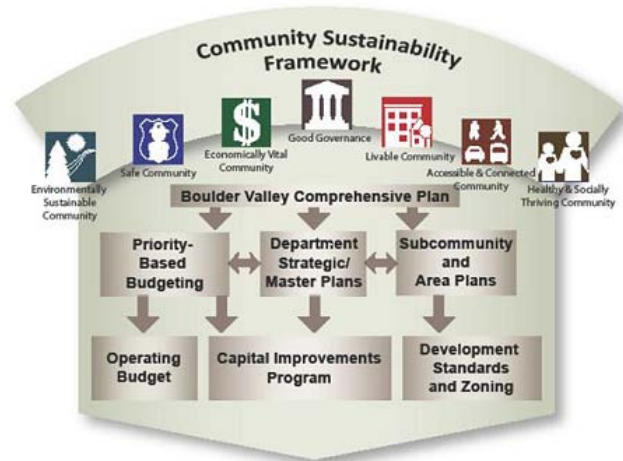 Community Sustainability
Framework
Good Governance
Economically Vital
Community
Livable Community
Safe Community
Accessible & Connected
Community
Environmentally
Sustainable
Community
Healthy & Socially
Thriving Community
Boulder Valley Comprehensive Plan
Priority-
Based
Budgeting
Department
Strategic/
Master Plans
Subcommunity
and
Area Plans
Operating
Budget
Capital Improvements
Program
Development
Standards
and Zoning